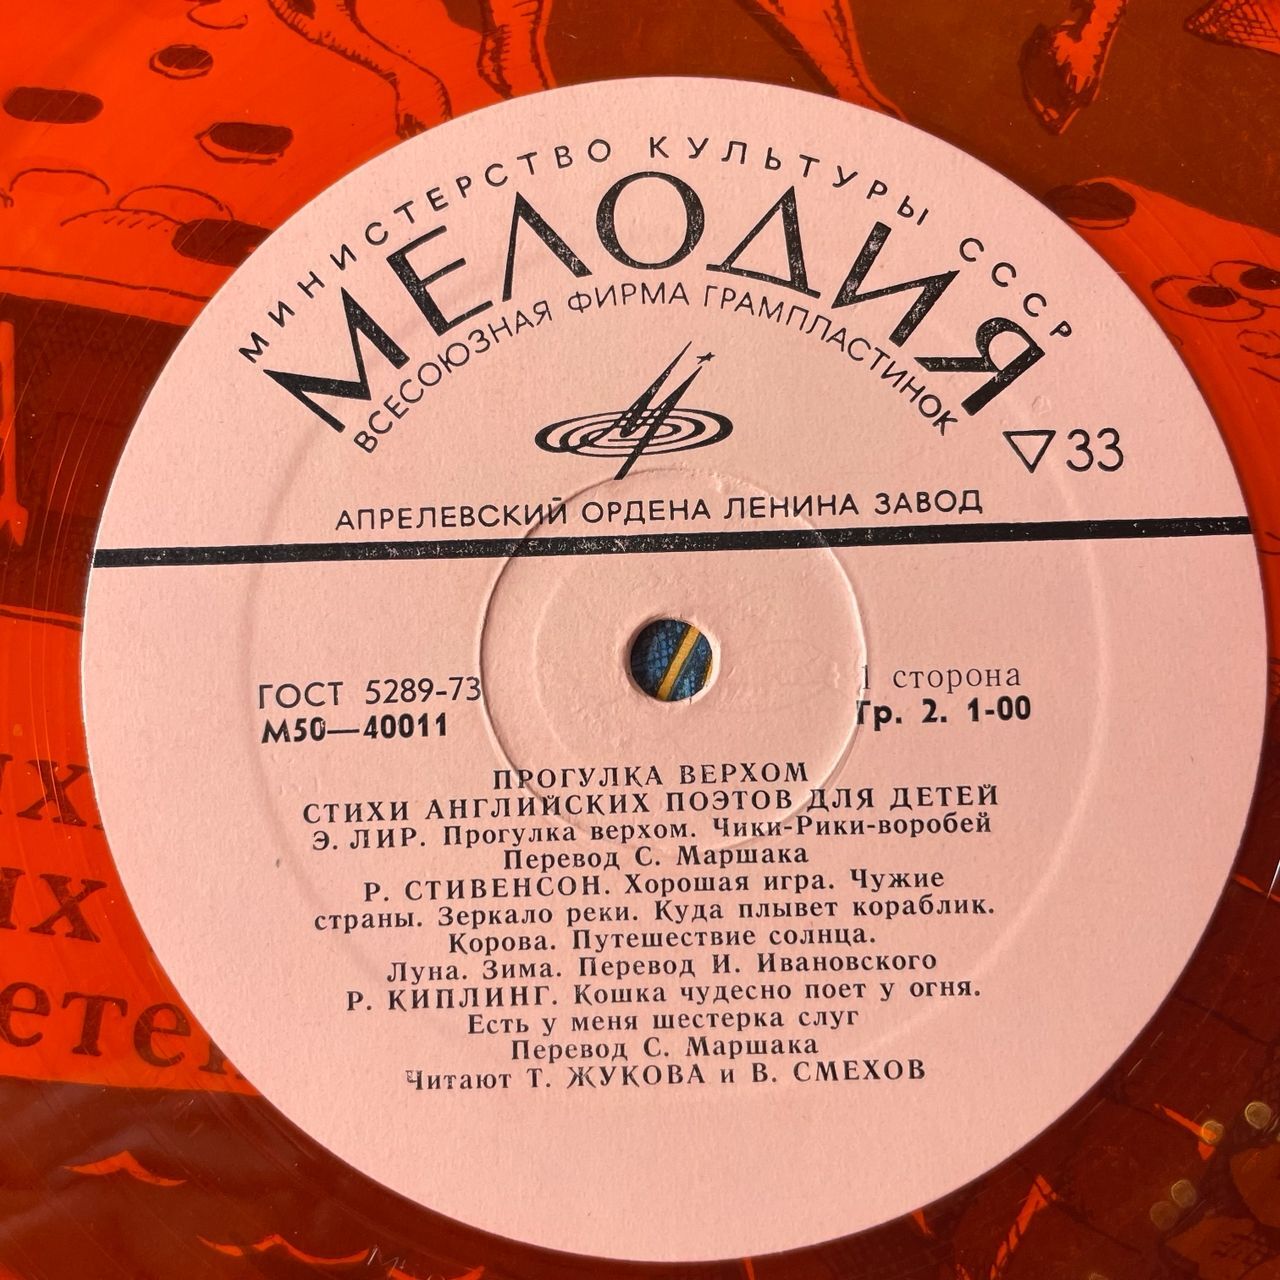 МИНИСТЕРСТВО КУЛЬТУРЫ СССР
МЕЛОДИЯ
ВСЕСОЮЗНАЯ ФИРМА ГРАМПЛАСТИНОК
33
АПРЕЛЕВСКИЙ ОРДЕНА ЛЕНИНА ЗАВОД
ГОСТ 5289-73
М50—40011
1 сторона
Гр. 2. 1-00
ПРОГУЛКА ВЕРХОМ
СТИХИ АНГЛИЙСКИХ ПОЭТОВ ДЛЯ ДЕТЕЙ
Э. ЛИР. Прогулка верхом. Чики-Рики-воробей
Перевод С. Маршака
Р. СТИВЕНСОН. Хорошая игра. Чужие
страны. Зеркало реки. Куда плывет кораблик.
Корова. Путешествие солнца.
Луна. Зима. Перевод И. Ивановского
Р. КИПЛИНГ. Кошка чудесно поет у огня.
Есть у меня шестерка слуг
Перевод С. Маршака
Читают Т. ЖУКОВА и В. СМЕХОВ